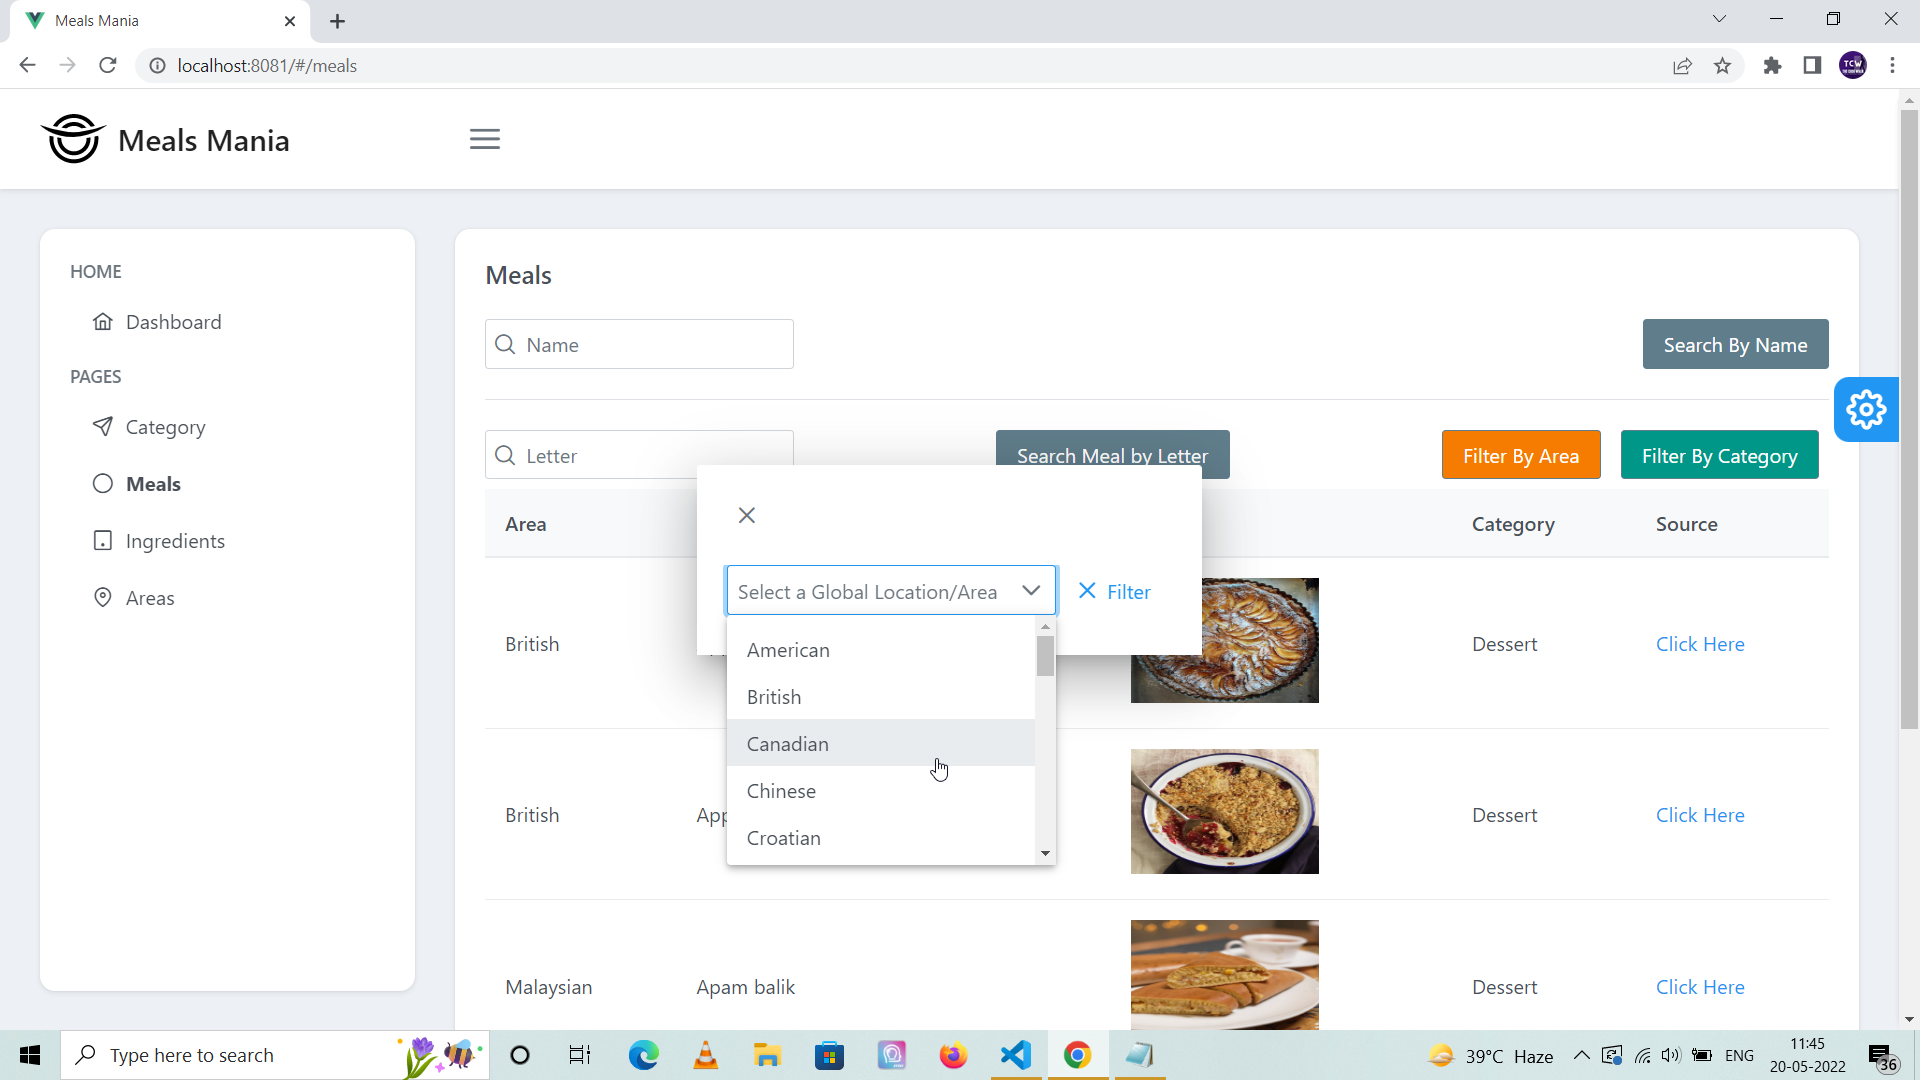 Meals Mania
localhost:8081/#/meals
TCW
Meals Mania
HOME
Dashboard
PAGES
Category
Meals
Ingredients
Areas
Meals
Name
Search By Name
Letter
Search Meal by Letter
Filter By Area
Filter By Category
Area
Category
Source
Select a Global Location/Area
Filter
American
British
Canadian
Chinese
Croatian
British
Dessert
Click Here
British
App
Dessert
Click Here
Malaysian
Apam balik
Dessert
Click Here
Type here to search
39°C Haze
ENG
11:45
20-05-2022
36